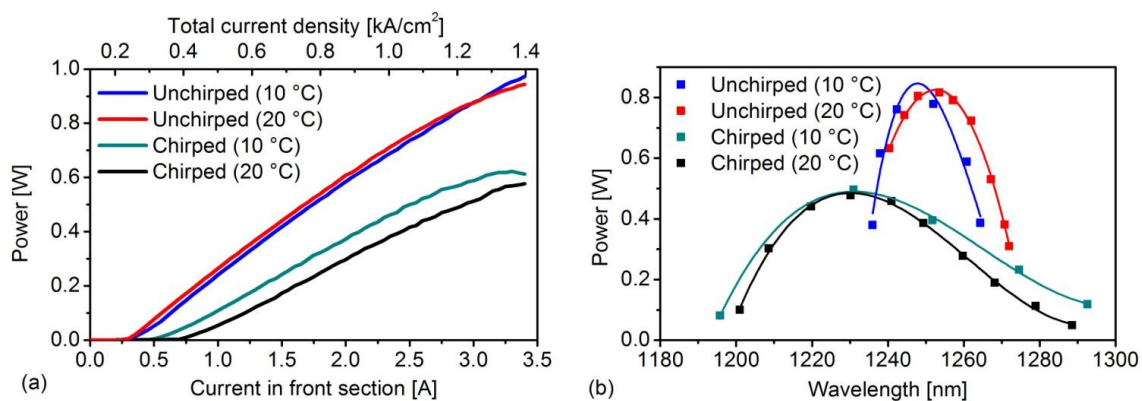 Total current density [kA/cm²]
0.2 0.4 0.6 0.8 1.0 1.2 1.4
1.0
0.8
0.6
0.4
0.2
0.0
Power [W]
Unchirped (10 °C)
Unchirped (20 °C)
Chirped (10 °C)
Chirped (20 °C)
0.0 0.5 1.0 1.5 2.0 2.5 3.0 3.5
Current in front section [A]
(a)
0.8
0.6
0.4
0.2
0.0
Power [W]
Unchirped (10 °C)
Unchirped (20 °C)
Chirped (10 °C)
Chirped (20 °C)
1180 1200 1220 1240 1260 1280 1300
Wavelength [nm]
(b)